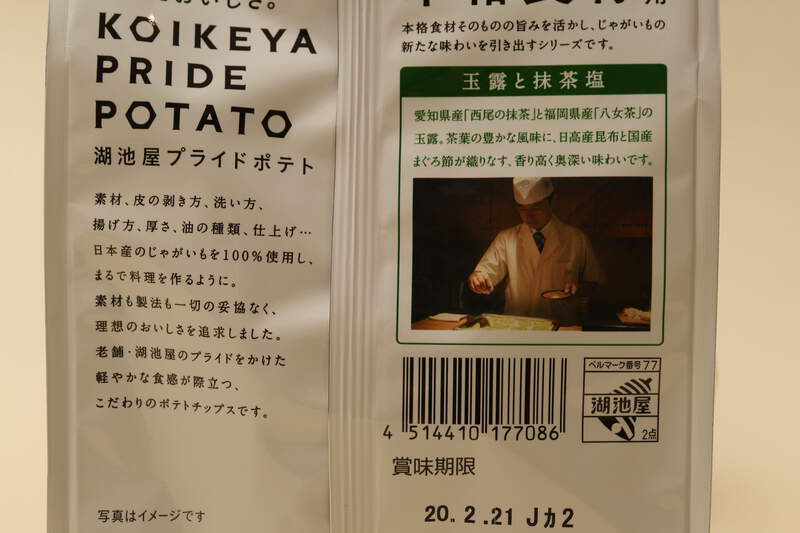 おいしさ。
KOIKEYA
PRIDE
POTATO
湖池屋プライドポテト
素材、皮の剥き方、洗い方、
揚げ方、厚さ、油の種類、仕上げ…
日本産のじゃがいもを100%使用し、
まるで料理を作るように。
素材も製法も一切の妥協なく、
理想のおいしさを追求しました。
老舗・湖池屋のプライドをかけた
軽やかな食感が際立つ、
こだわりのポテトチップスです。
写真はイメージです
本格食材そのものの旨みを活かし、じゃがいもの
新たな味わいを引き出すシリーズです。
玉露と抹茶塩
愛知県産「西尾の抹茶」と福岡県産「八女茶」の
玉露。茶葉の豊かな風味に、日高産昆布と国産
まぐろ節が織りなす、香り高く奥深い味わいです。
4 514410 177086
ベルマーク番号77
湖池屋
2点
賞味期限
20. 2.21 Jカ2